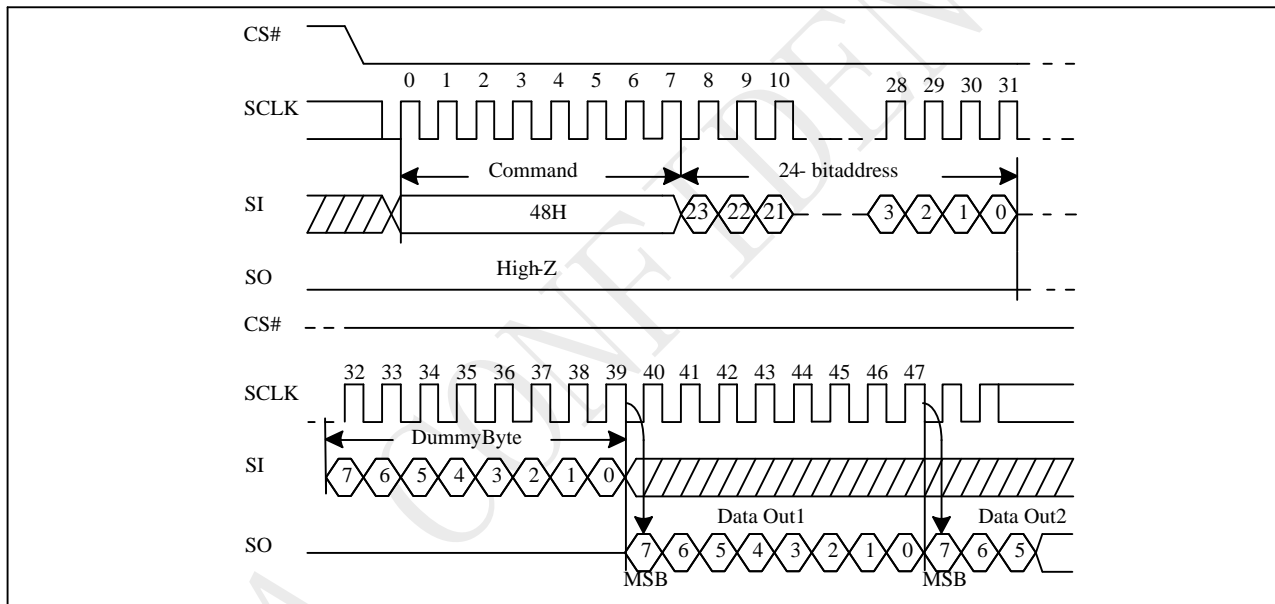 CS#
0 1 2 3 4 5 6 7 8 9 10 28 29 30 31
SCLK
Command 24- bitaddress
SI 48H 23 22 21 3 2 1 0
High-Z
SO
CS#
32 33 34 35 36 37 38 39 40 41 42 43 44 45 46 47
SCLK
DummyByte
SI 7 6 5 4 3 2 1 0
Data Out1 Data Out2
SO 7 6 5 4 3 2 1 0 7 6 5
MSB MSB